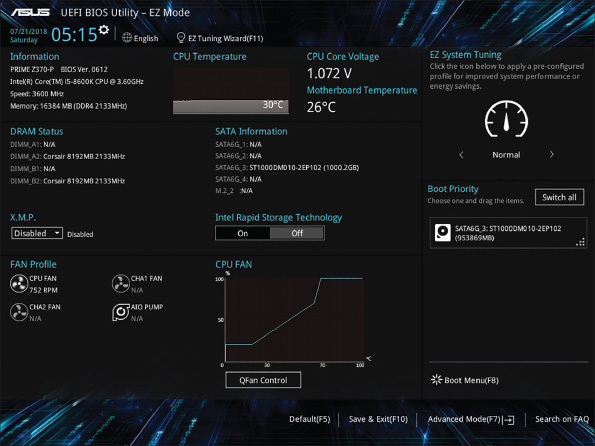 ASUS UEFI BIOS Utility – EZ Mode
07/21/2018
Saturday
05:15
English
EZ Tuning Wizard(F11)
Information
PRIME Z370-P BIOS Ver. 0612
Intel(R) Core(TM) i5-8600K CPU @ 3.60GHz
Speed: 3600 MHz
Memory: 16384 MB (DDR4 2133MHz)
CPU Temperature
30°C
CPU Core Voltage
1.072 V
Motherboard Temperature
26°C
EZ System Tuning
Click the icon below to apply a pre-configured
profile for improved system performance or
energy savings.
Normal
DRAM Status
DIMM_A1: N/A
DIMM_A2: Corsair 8192MB 2133MHz
DIMM_B1: N/A
DIMM_B2: Corsair 8192MB 2133MHz
SATA Information
SATA6G_1: N/A
SATA6G_2: N/A
SATA6G_3: ST1000DM010-2EP102 (1000.2GB)
SATA6G_4: N/A
M.2_2 :N/A
Boot Priority
Choose one and drag the items.
Switch all
SATA6G_3: ST1000DM010-2EP102
(953869MB)
X.M.P.
Disabled
Disabled
Intel Rapid Storage Technology
On
Off
FAN Profile
CPU FAN
752 RPM
CHA1 FAN
N/A
CHA2 FAN
N/A
AIO PUMP
N/A
CPU FAN
%
100
50
0
30
70
100
°C
QFan Control
Boot Menu(F8)
Default(F5)
Save & Exit(F10)
Advanced Mode(F7)
Search on FAQ